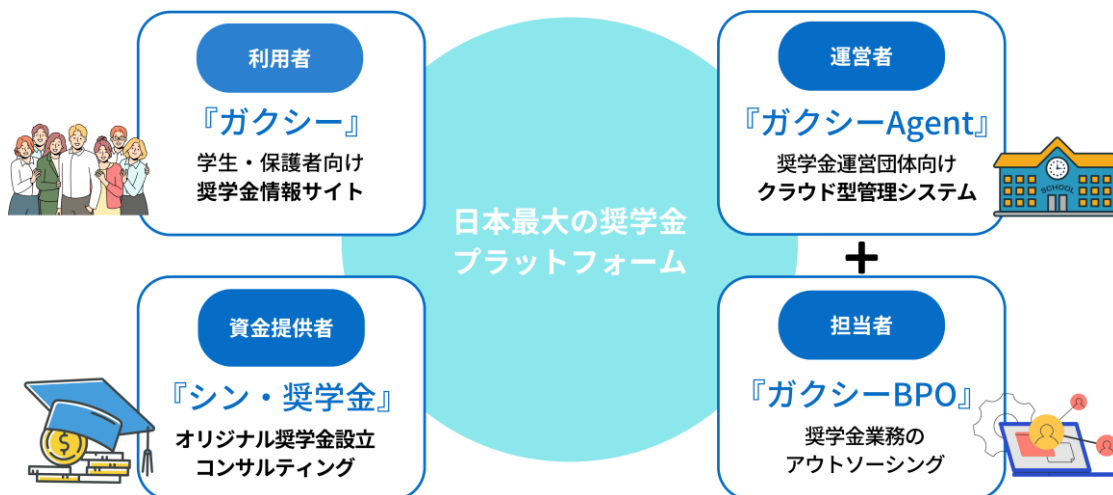 利用者
『ガクシー』
学生・保護者向け
奨学金情報サイト
運営者
『ガクシーAgent』
奨学金運営団体向け
クラウド型管理システム
SCHOOL
日本最大の奨学金
プラットフォーム
+
資金提供者
『シン・奨学金』
オリジナル奨学金設立
コンサルティング
$
担当者
『ガクシーBPO』
奨学金業務の
アウトソーシング